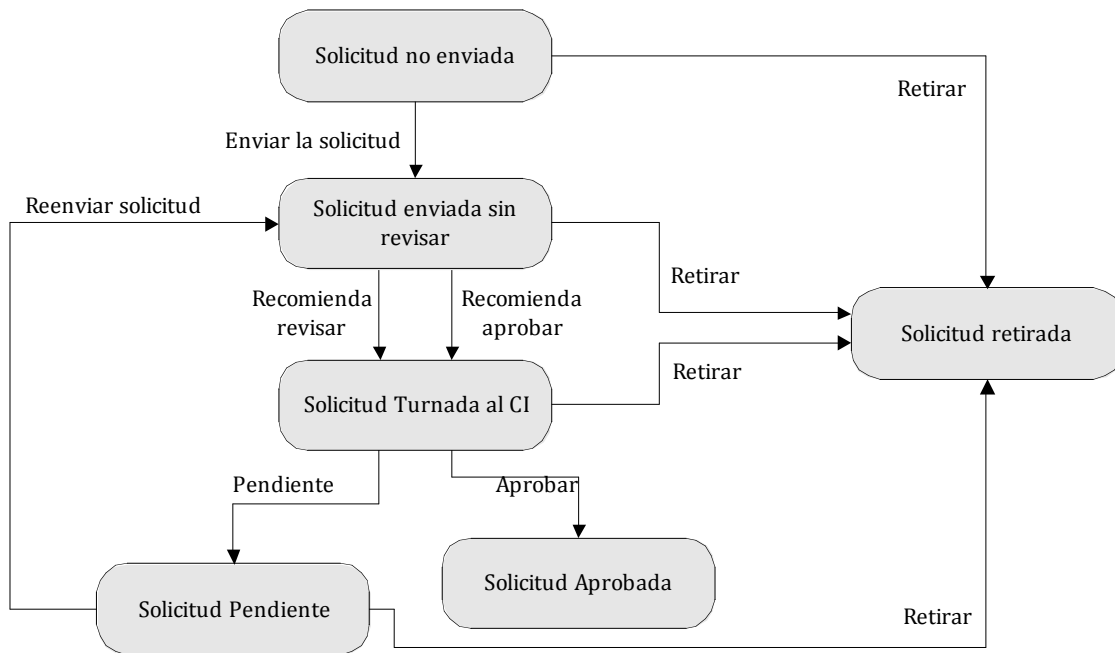 Solicitud no enviada
Retirar
Enviar la solicitud
Reenviar solicitud
Solicitud enviada sin
revisar
Retirar
Recomienda
revisar
Recomienda
aprobar
Solicitud retirada
Retirar
Solicitud Turnada al CI
Pendiente
Aprobar
Solicitud Aprobada
Solicitud Pendiente
Retirar